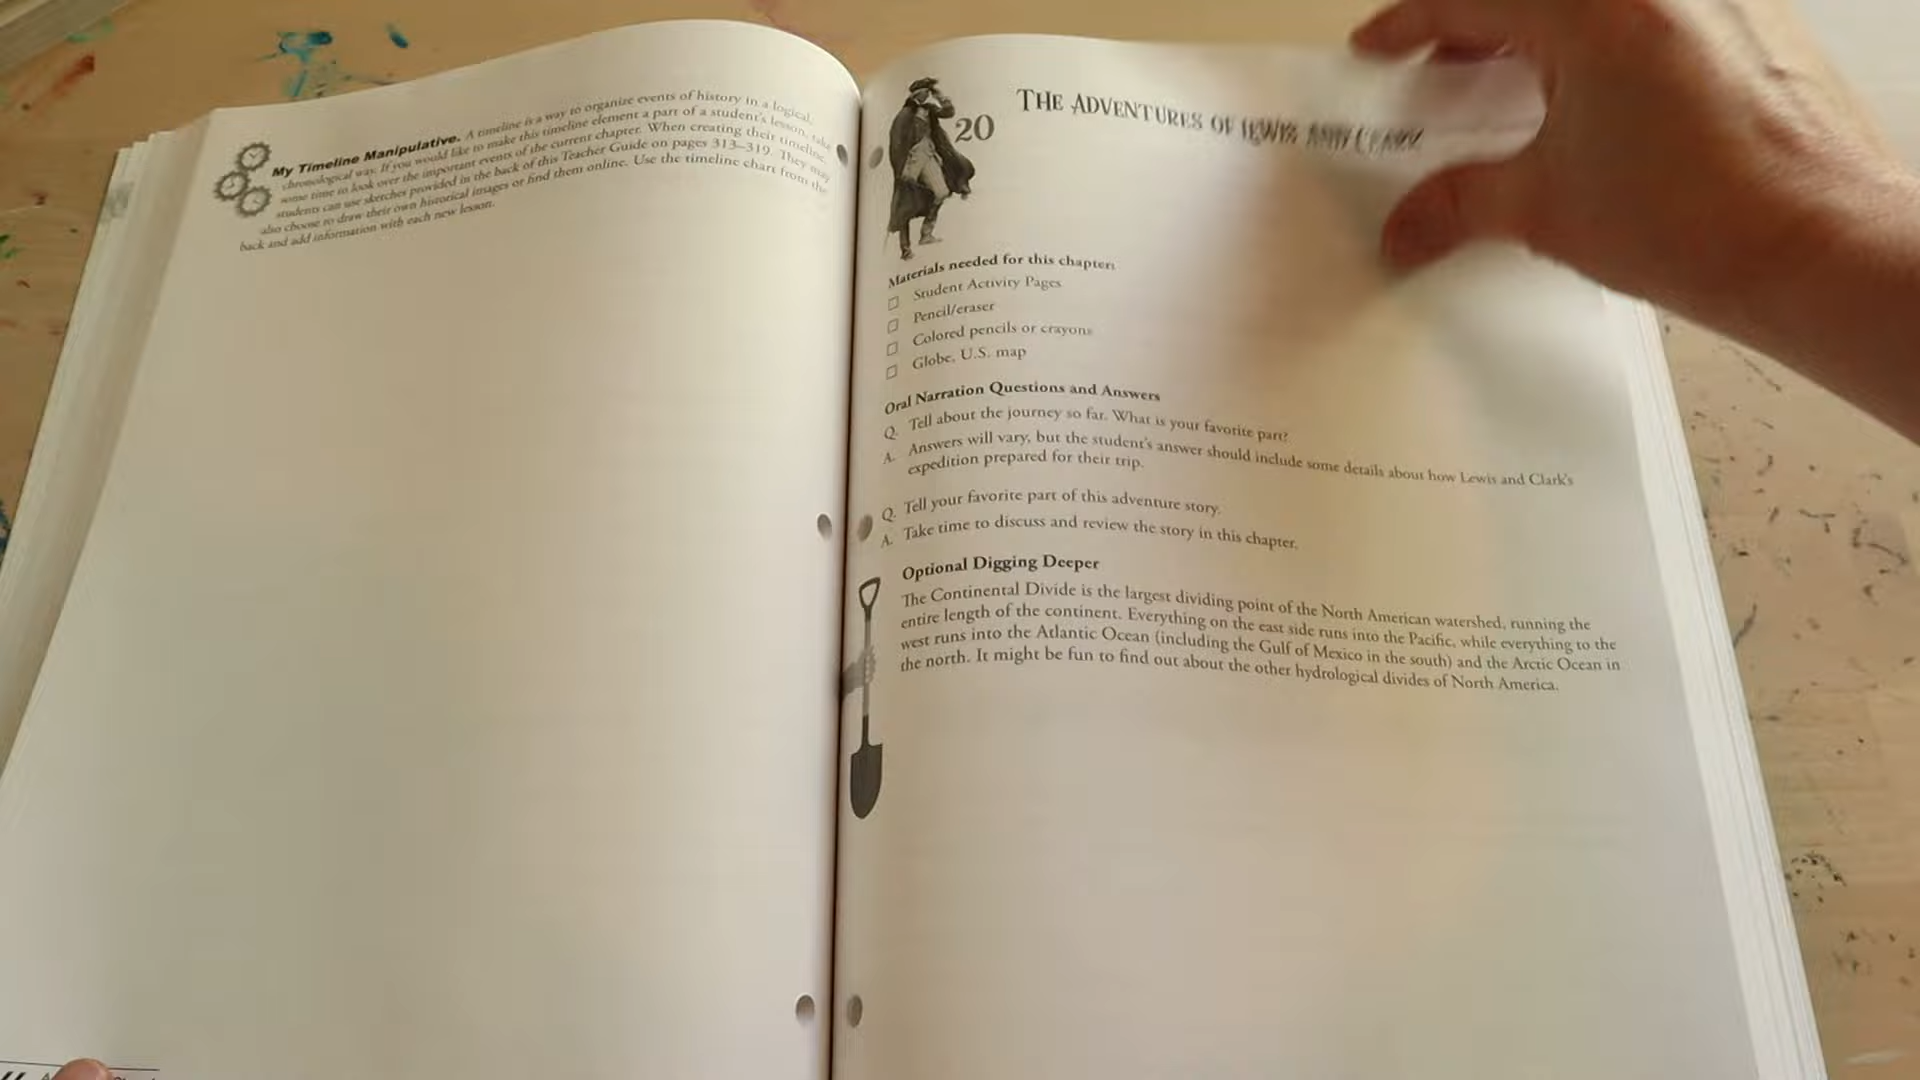 My Timeline Manipulative. A timeline is a way to organize events of history in a logical,
chronological way. If you would like to make this timeline element a part of a student's lesson, take
some time to look over the important events of the current chapter. When creating their timeline,
students can use sketches provided in the back of this Teacher Guide on pages 313–319. They may
also choose to draw their own historical images or find them online. Use the timeline chart from the
back and add information with each new lesson.
20
THE ADVENTURES OF LEWIS AND CLARK
Materials needed for this chapter:
☐ Student Activity Pages
☐ Pencil/eraser
☐ Colored pencils or crayons
☐ Globe, U.S. map
Oral Narration Questions and Answers
Q. Tell about the journey so far. What is your favorite part?
A. Answers will vary, but the student's answer should include some details about how Lewis and Clark's
expedition prepared for their trip.
Q. Tell your favorite part of this adventure story.
A. Take time to discuss and review the story in this chapter.
Optional Digging Deeper
The Continental Divide is the largest dividing point of the North American watershed, running the
entire length of the continent. Everything on the east side runs into the Pacific, while everything to the
west runs into the Atlantic Ocean (including the Gulf of Mexico in the south) and the Arctic Ocean in
the north. It might be fun to find out about the other hydrological divides of North America.